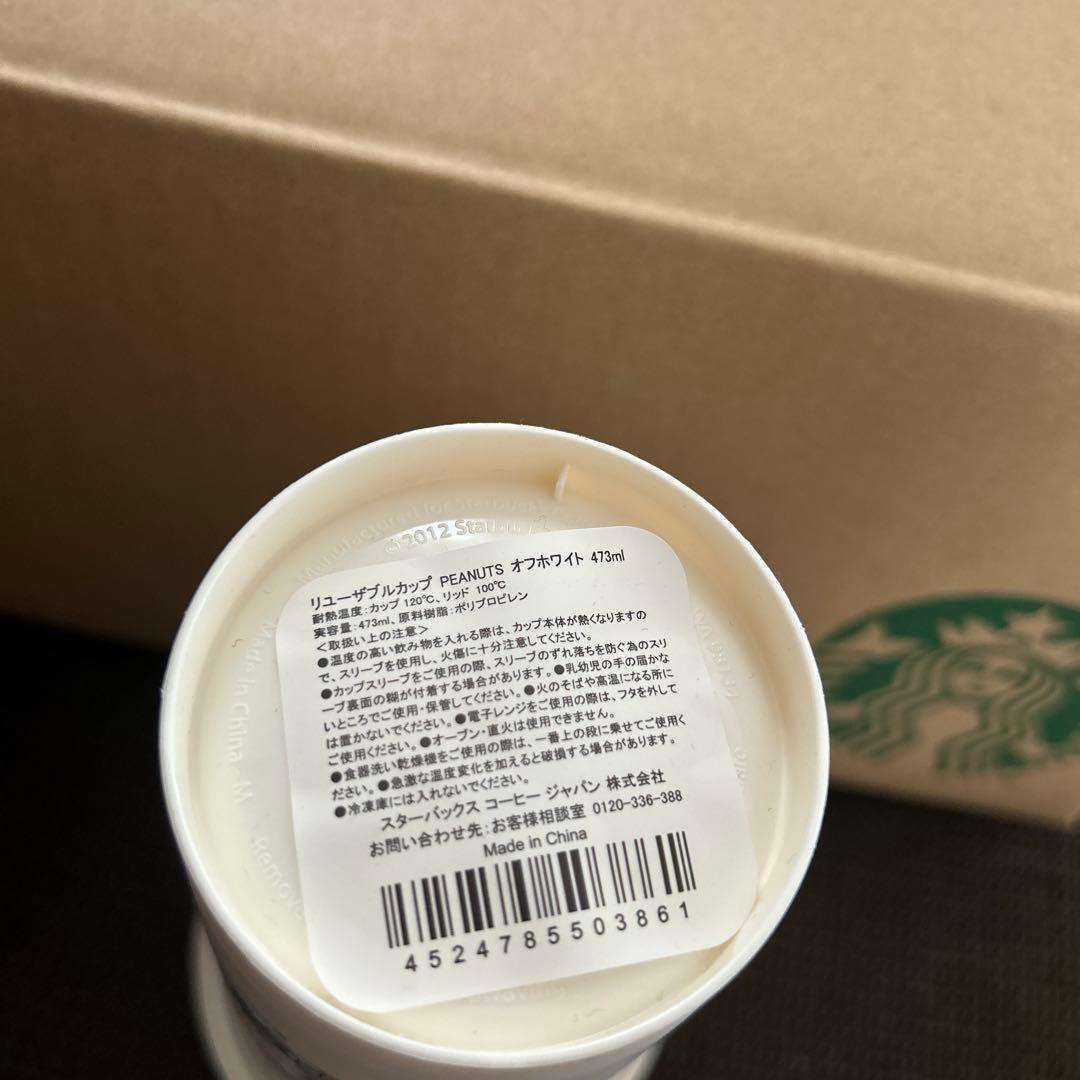 Manufactured for Starbucks
© 2012 Starbu
Made in China
Remov
リユーザブルカップ PEANUTS オフホワイト 473ml
耐熱温度:カップ 120℃、リッド 100℃
実容量:473ml、原料樹脂:ポリプロピレン
<取扱い上の注意>
●温度の高い飲み物を入れる際は、カップ本体が熱くなりますの
で、スリーブを使用し、火傷に十分注意してください。
●カップスリーブをご使用の際、スリーブのずれ落ちを防ぐ為のスリ
ーブ裏面の糊が付着する場合があります。●乳幼児の手の届かな
いところでご使用・保管してください。●火のそばや高温になる所に
は置かないでください。●電子レンジをご使用の際は、フタを外して
ご使用ください。●オーブン・直火は使用できません。
●食器洗い乾燥機をご使用の際は、一番上の段に乗せてご使用く
ださい。●急激な温度変化を加えると破損する場合があります。
●冷凍庫には入れないでください。
スターバックス コーヒー ジャパン 株式会社
お問い合わせ先:お客様相談室 0120-336-388
Made in China
4524785503861